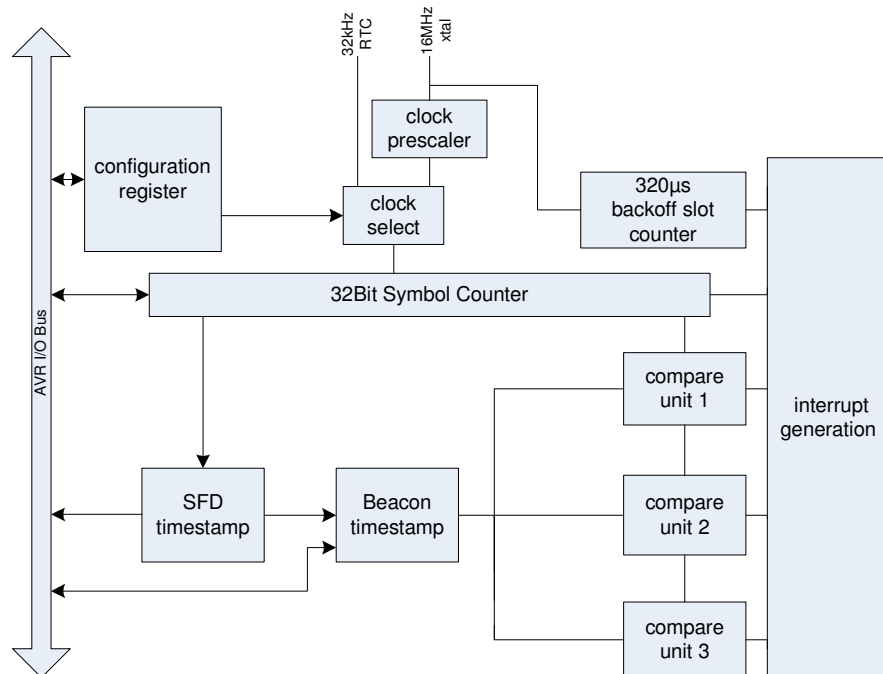 32kHz
RTC
16MHz
xtal
clock
prescaler
configuration
register
320µs
backoff slot
counter
clock
select
32Bit Symbol Counter
AVR I/O Bus
compare
unit 1
interrupt
generation
SFD
timestamp
Beacon
timestamp
compare
unit 2
compare
unit 3